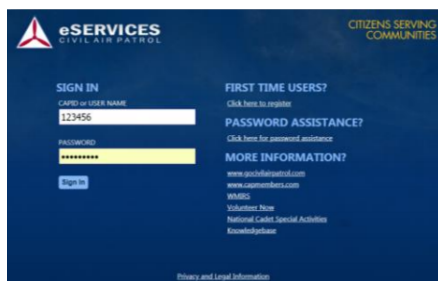 eSERVICES
CIVIL AIR PATROL
CITIZENS SERVING
COMMUNITIES
SIGN IN
CAPID or USER NAME
123456
PASSWORD
•••••••••
Sign in
FIRST TIME USERS?
Click here to register
PASSWORD ASSISTANCE?
Click here for password assistance
MORE INFORMATION?
www.gocivilairpatrol.com
www.capmembers.com
WMIRS
Volunteer Now
National Cadet Special Activities
Knowledgebase
Privacy and Legal Information